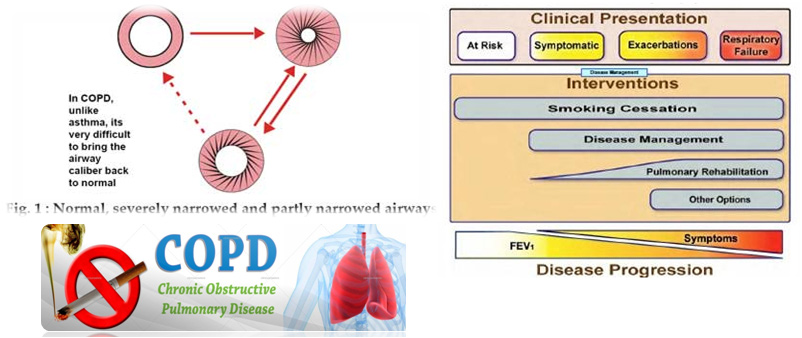 In COPD,
unlike
asthma, its
very difficult
to bring the
airway
caliber back
to normal
Fig. 1 : Normal, severely narrowed and partly narrowed airways
COPD
Chronic Obstructive
Pulmonary Disease
Clinical Presentation
At Risk
Symptomatic
Exacerbations
Respiratory
Failure
Disease Management
Interventions
Smoking Cessation
Disease Management
Pulmonary Rehabilitation
Other Options
FEV₁
Symptoms
Disease Progression